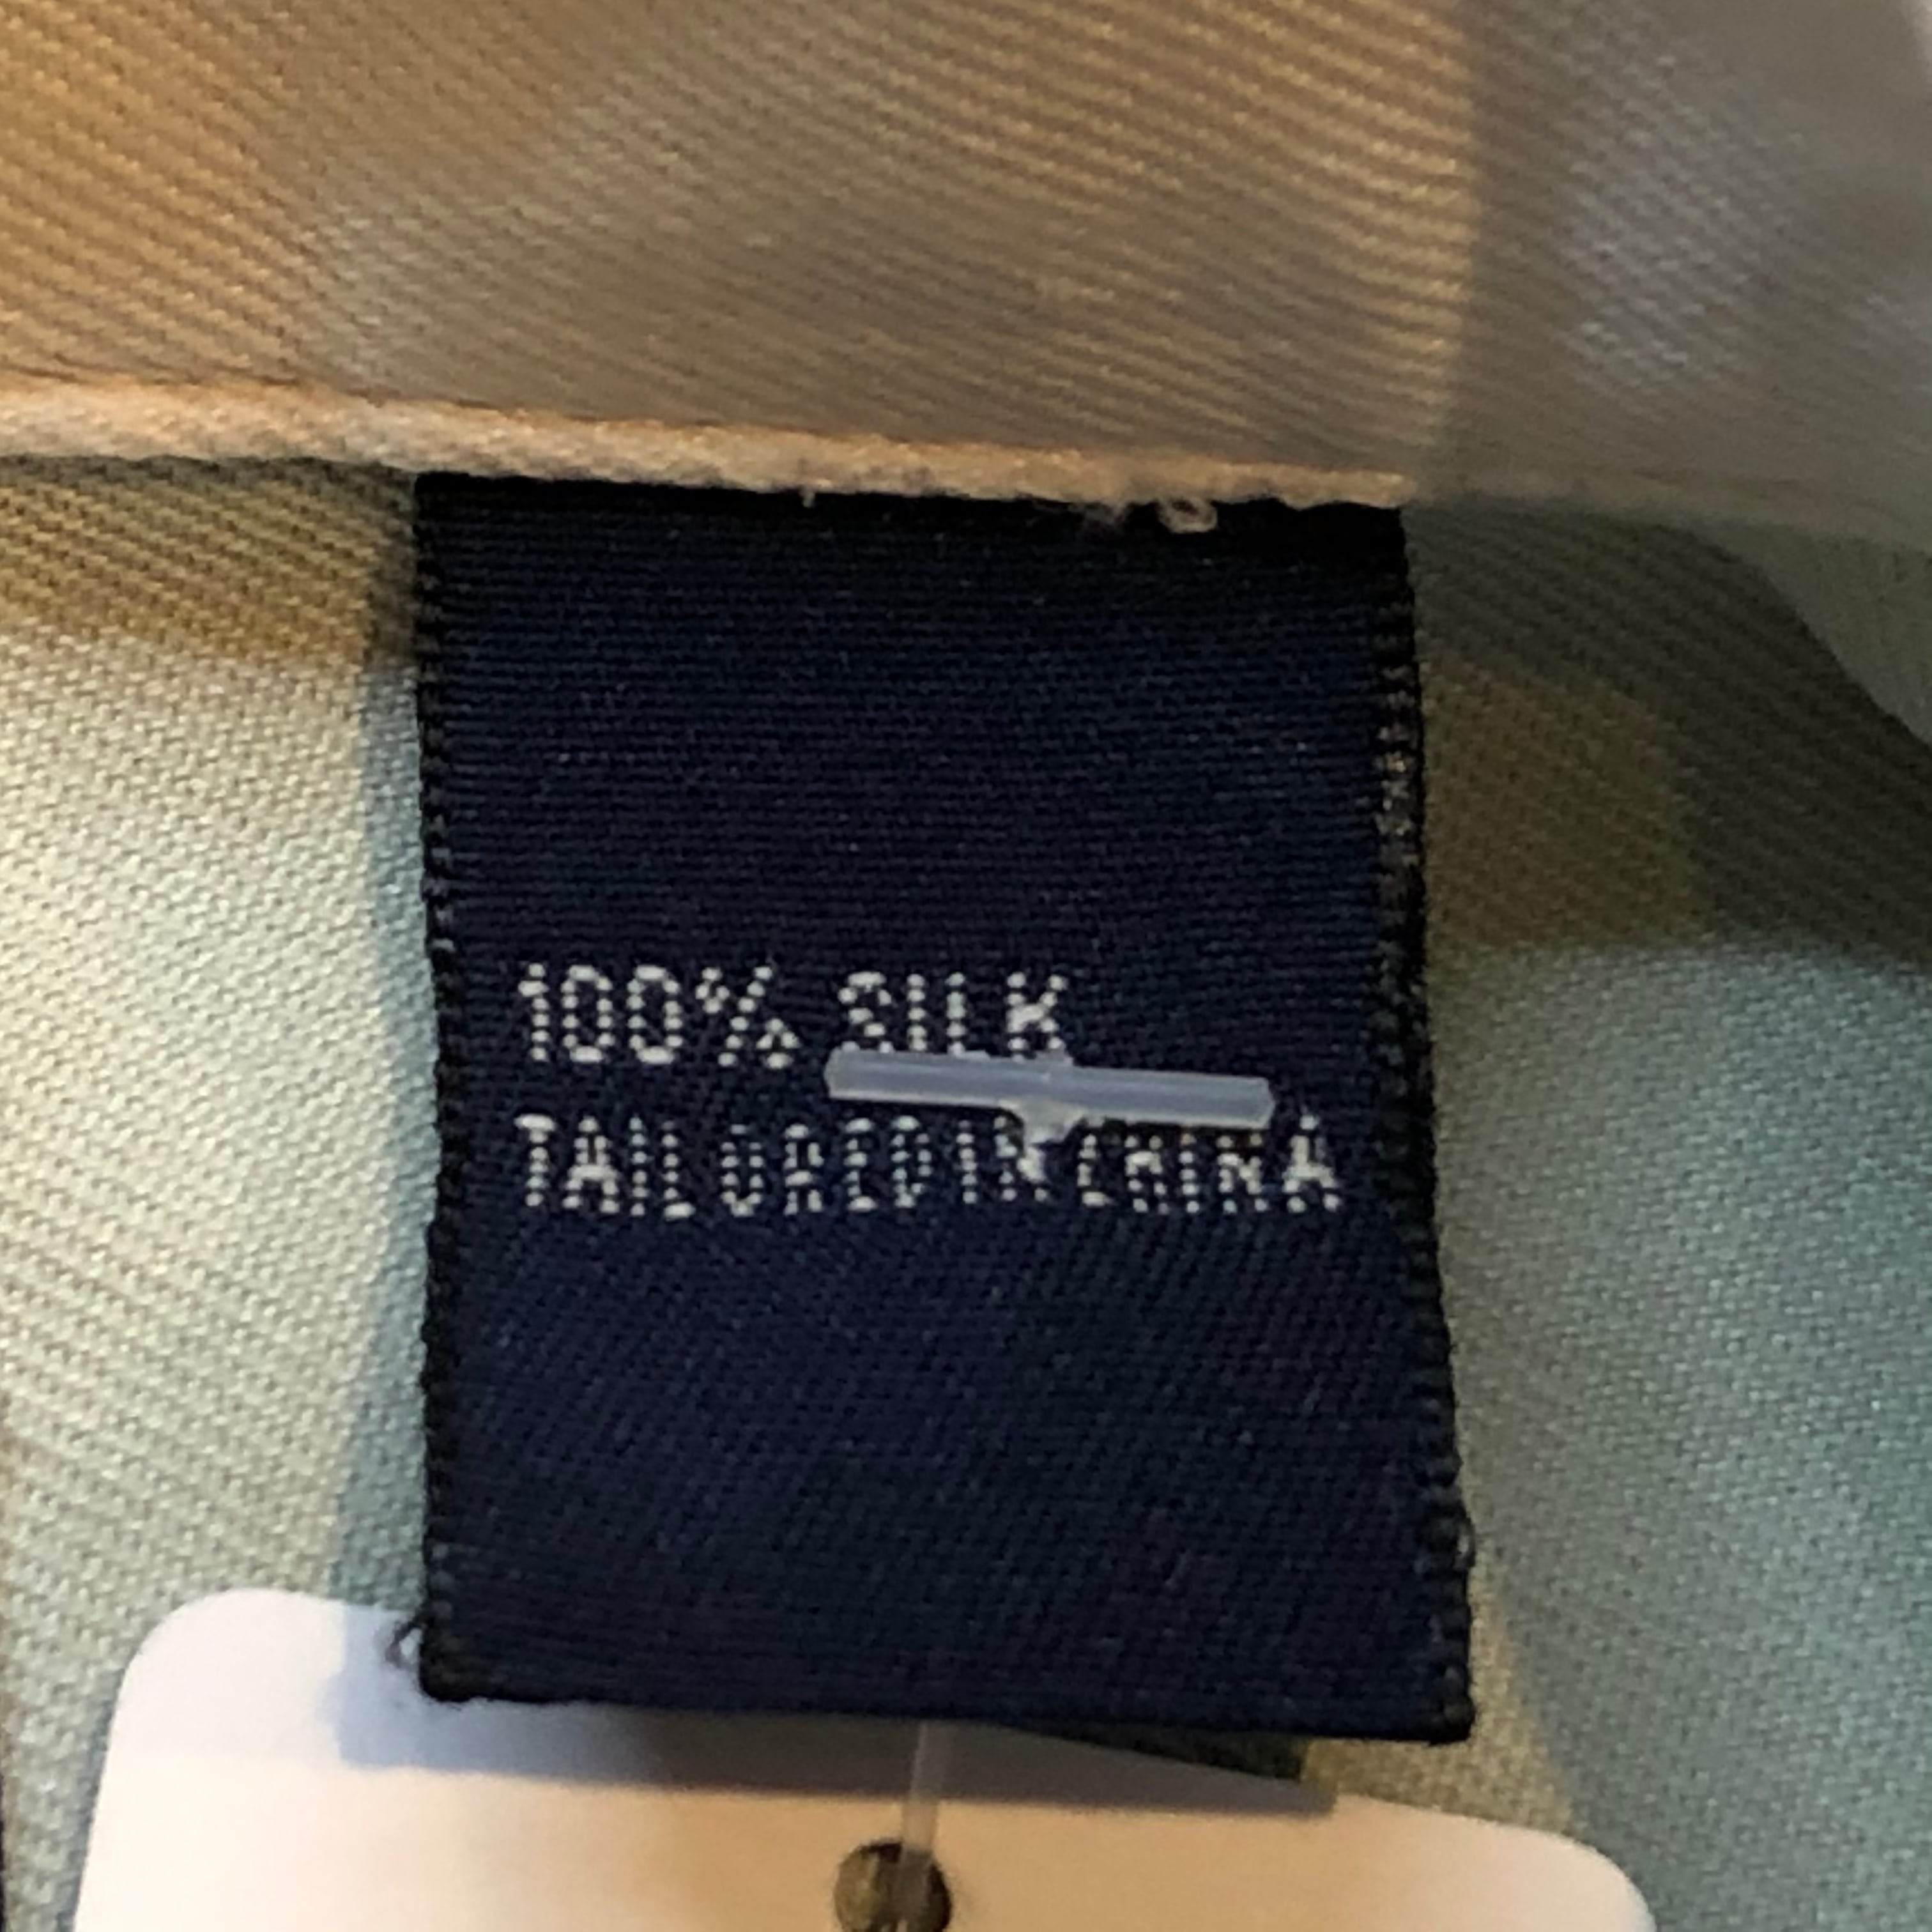 100% SILK
TAILORED IN CHINA